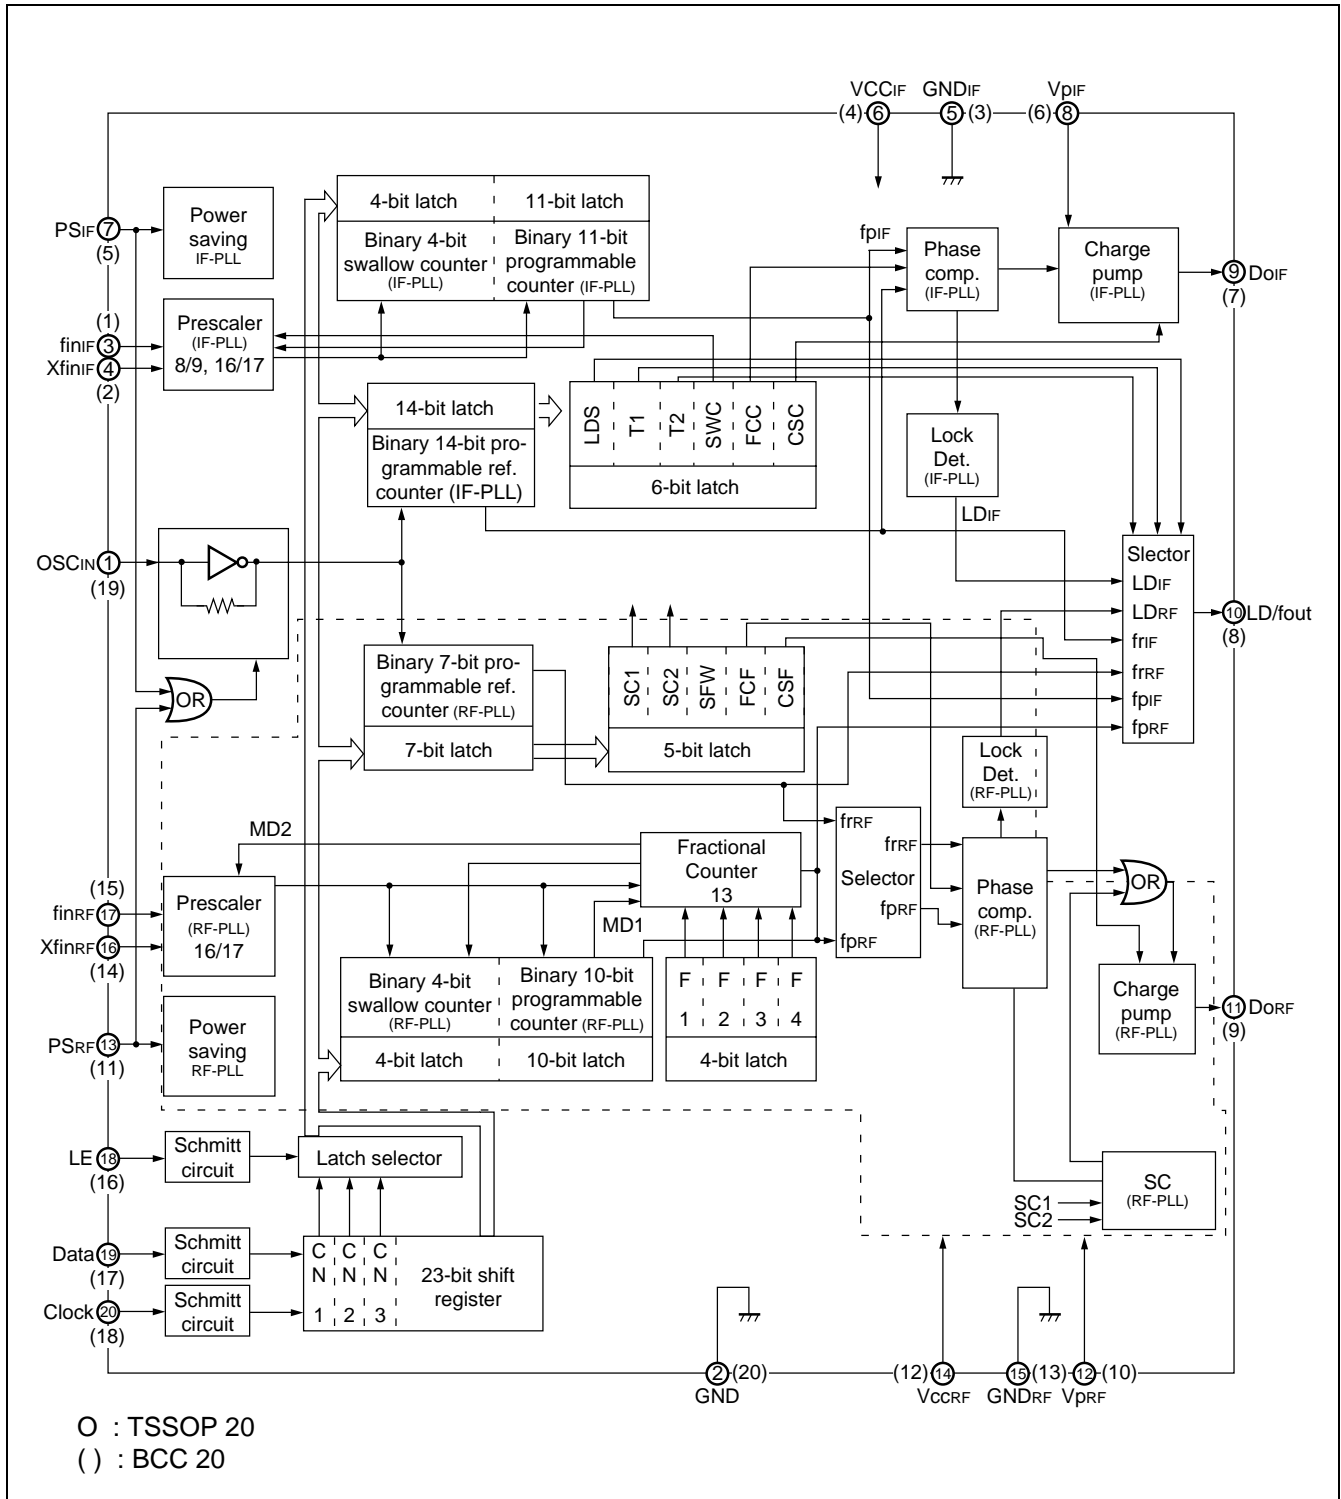 VCCIF GNDIF VpIF
(4) 6 5 (3) (6) 8
PSIF 7
(5)
Power
saving
IF-PLL
4-bit latch 11-bit latch
Binary 4-bit
swallow counter
(IF-PLL)
Binary 11-bit
programmable
counter (IF-PLL)
fpIF
Phase
comp.
(IF-PLL)
Charge
pump
(IF-PLL)
9 DoIF
(7)
(1)
finIF 3
XfinIF 4
(2)
Prescaler
(IF-PLL)
8/9, 16/17
14-bit latch
Binary 14-bit pro-
grammable ref.
counter (IF-PLL)
LDS T1 T2 SWC FCC CSC
6-bit latch
Lock
Det.
(IF-PLL)
LDIF
OSCIN 1
(19)
Slector
LDIF
LDRF
frIF
frRF
fpIF
fpRF
10 LD/fout
(8)
OR
Binary 7-bit pro-
grammable ref.
counter (RF-PLL)
7-bit latch
SC1 SC2 SFW FCF CSF
5-bit latch
Lock
Det.
(RF-PLL)
MD2
Fractional
Counter
13
frRF
frRF
Selector
fpRF
fpRF
Phase
comp.
(RF-PLL)
OR
(15)
finRF 17
XfinRF 16
(14)
Prescaler
(RF-PLL)
16/17
MD1
Binary 4-bit
swallow counter
(RF-PLL)
Binary 10-bit
programmable
counter (RF-PLL)
4-bit latch 10-bit latch
F F F F
1 2 3 4
4-bit latch
Charge
pump
(RF-PLL)
11 DoRF
(9)
PSRF 13
(11)
Power
saving
RF-PLL
LE 18
(16)
Schmitt
circuit
Latch selector
SC1
SC2
SC
(RF-PLL)
Data 19
(17)
Schmitt
circuit
C C C
N N N
1 2 3
23-bit shift
register
Clock 20
(18)
Schmitt
circuit
2 (20)
GND
(12) 14
VccRF
15 (13)
GNDRF
12 (10)
VpRF
O : TSSOP 20
( ) : BCC 20